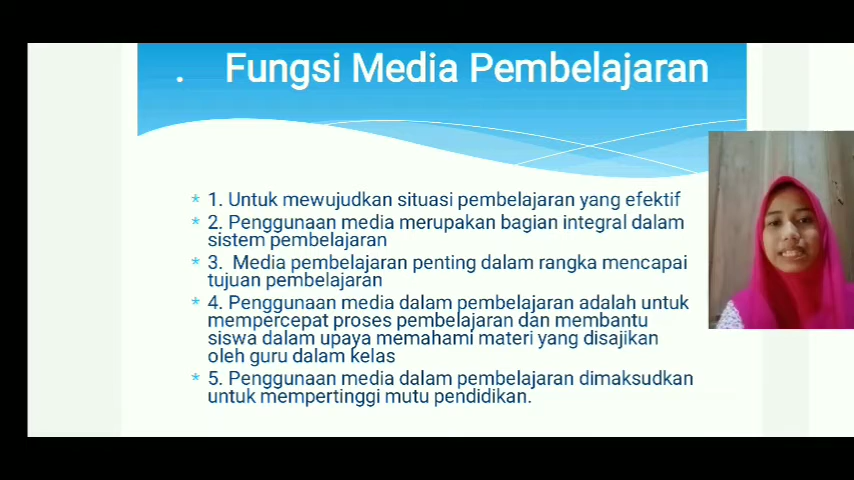 . Fungsi Media Pembelajaran
* 1. Untuk mewujudkan situasi pembelajaran yang efektif
* 2. Penggunaan media merupakan bagian integral dalam
sistem pembelajaran
* 3. Media pembelajaran penting dalam rangka mencapai
tujuan pembelajaran
* 4. Penggunaan media dalam pembelajaran adalah untuk
mempercepat proses pembelajaran dan membantu
siswa dalam upaya memahami materi yang disajikan
oleh guru dalam kelas
* 5. Penggunaan media dalam pembelajaran dimaksudkan
untuk mempertinggi mutu pendidikan.